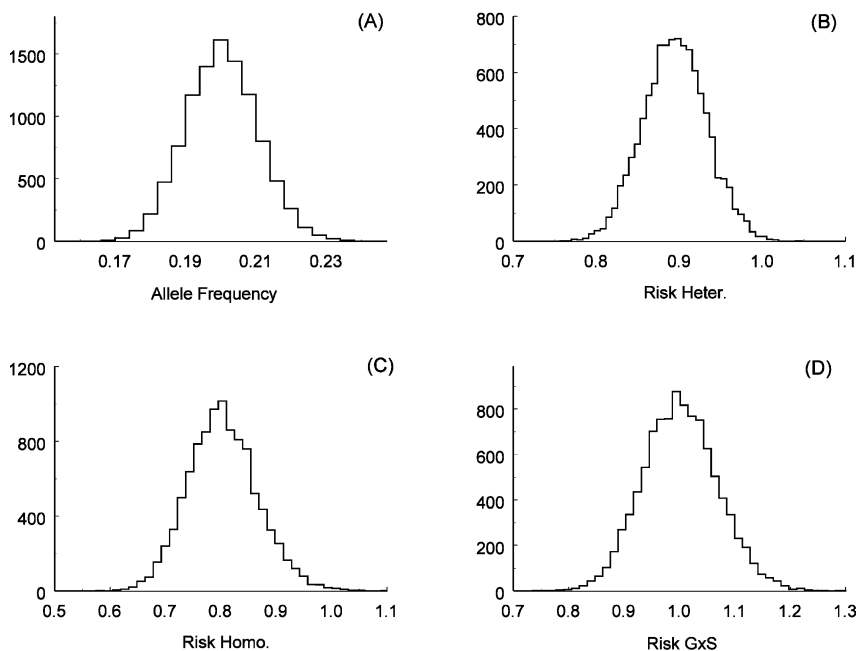 (A)
1500
1000
500
0
0.17 0.19 0.21 0.23
Allele Frequency
(B)
800
600
400
200
0
0.7 0.8 0.9 1.0 1.1
Risk Heter.
(C)
1200
800
400
0
0.5 0.6 0.7 0.8 0.9 1.0 1.1
Risk Homo.
(D)
800
600
400
200
0
0.7 0.8 0.9 1.0 1.1 1.2 1.3
Risk GxS